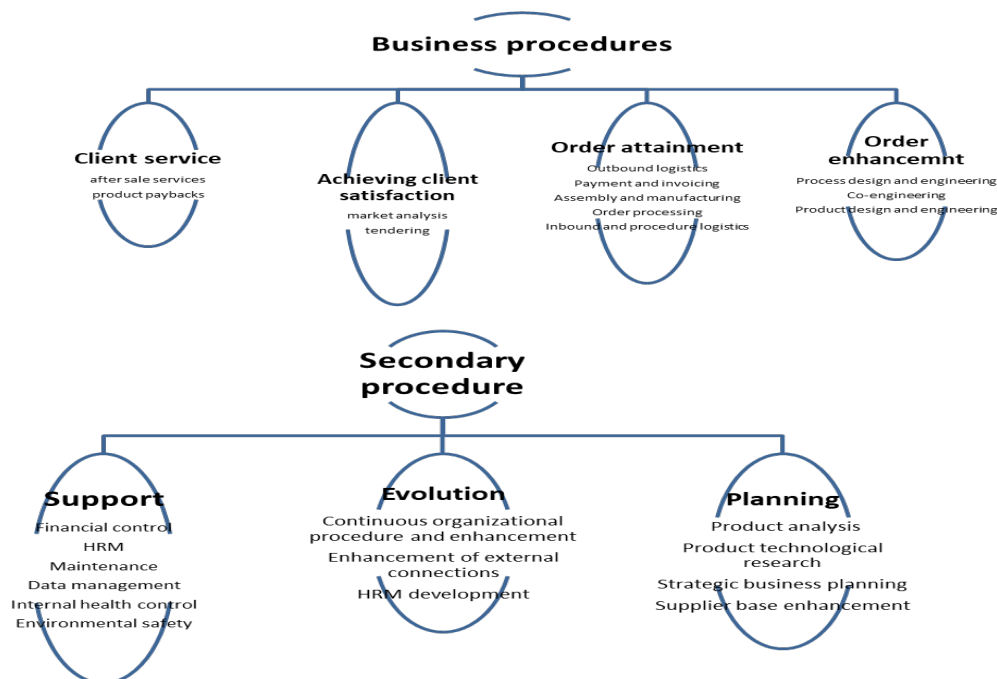 Business procedures
Client service
after sale services
product paybacks
Achieving client
satisfaction
market analysis
tendering
Order attainment
Outbound logistics
Payment and invoicing
Assembly and manufacturing
Order processing
Inbound and procedure logistics
Order
enhancemnt
Process design and engineering
Co-engineering
Product design and engineering
Secondary
procedure
Support
Financial control
HRM
Maintenance
Data management
Internal health control
Environmental safety
Evolution
Continuous organizational
procedure and enhancement
Enhancement of external
connections
HRM development
Planning
Product analysis
Product technological
research
Strategic business planning
Supplier base enhancement